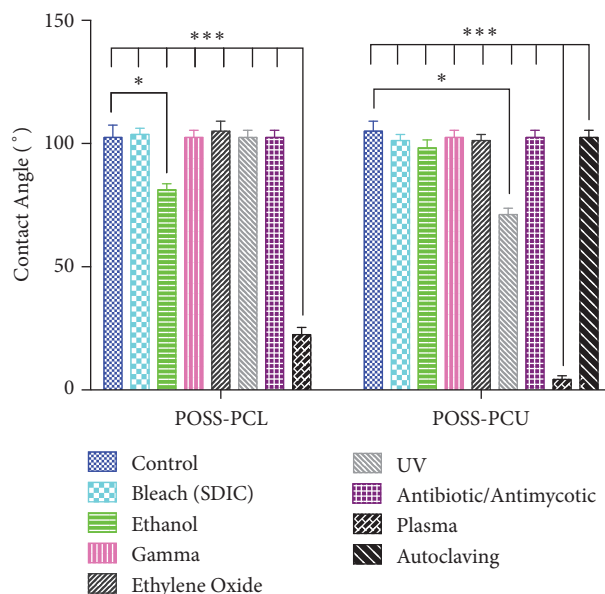 150
100
50
0
Contact Angle (°)
***
*
***
*
POSS-PCL
POSS-PCU
Control
Bleach (SDIC)
Ethanol
Gamma
Ethylene Oxide
UV
Antibiotic/Antimycotic
Plasma
Autoclaving